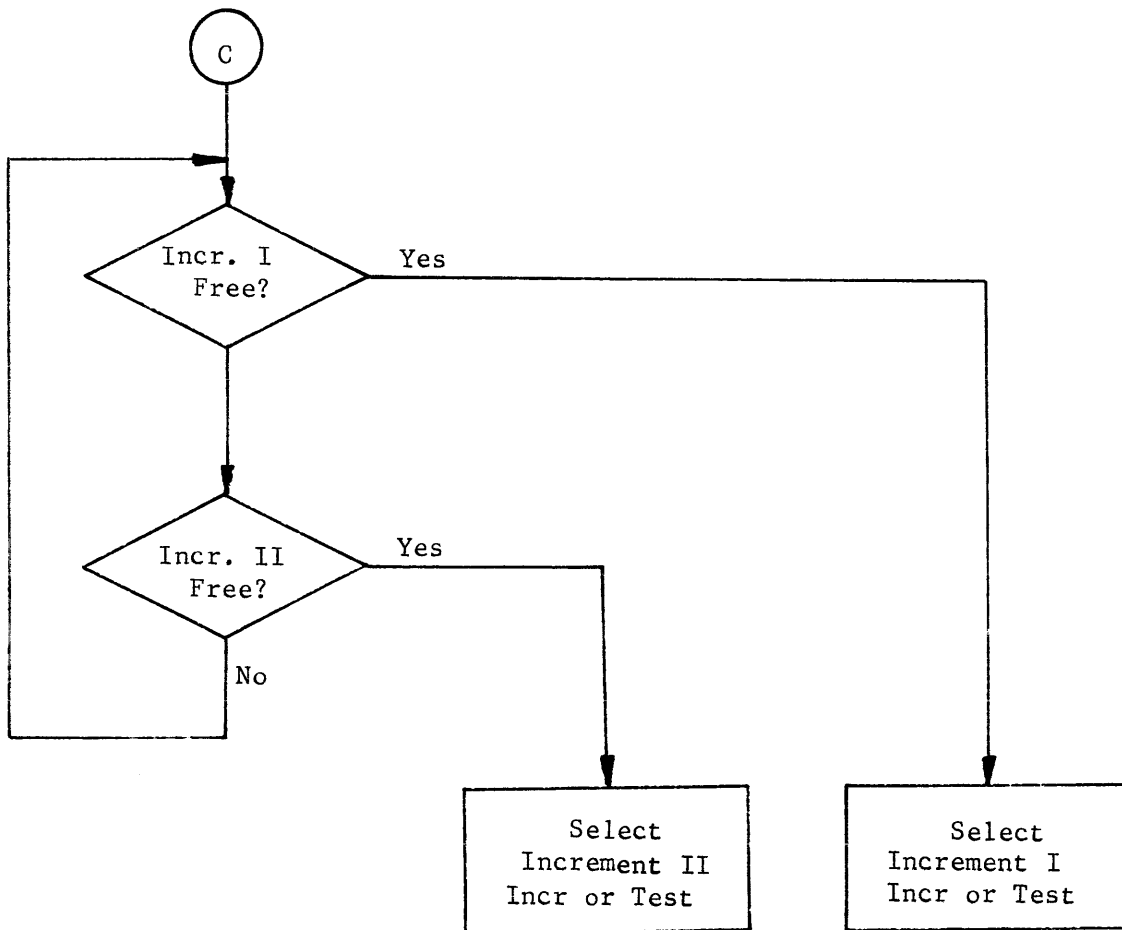 C
Incr. I
Free?
Yes
Incr. II
Free?
Yes
No
Select
Increment II
Incr or Test
Select
Increment I
Incr or Test